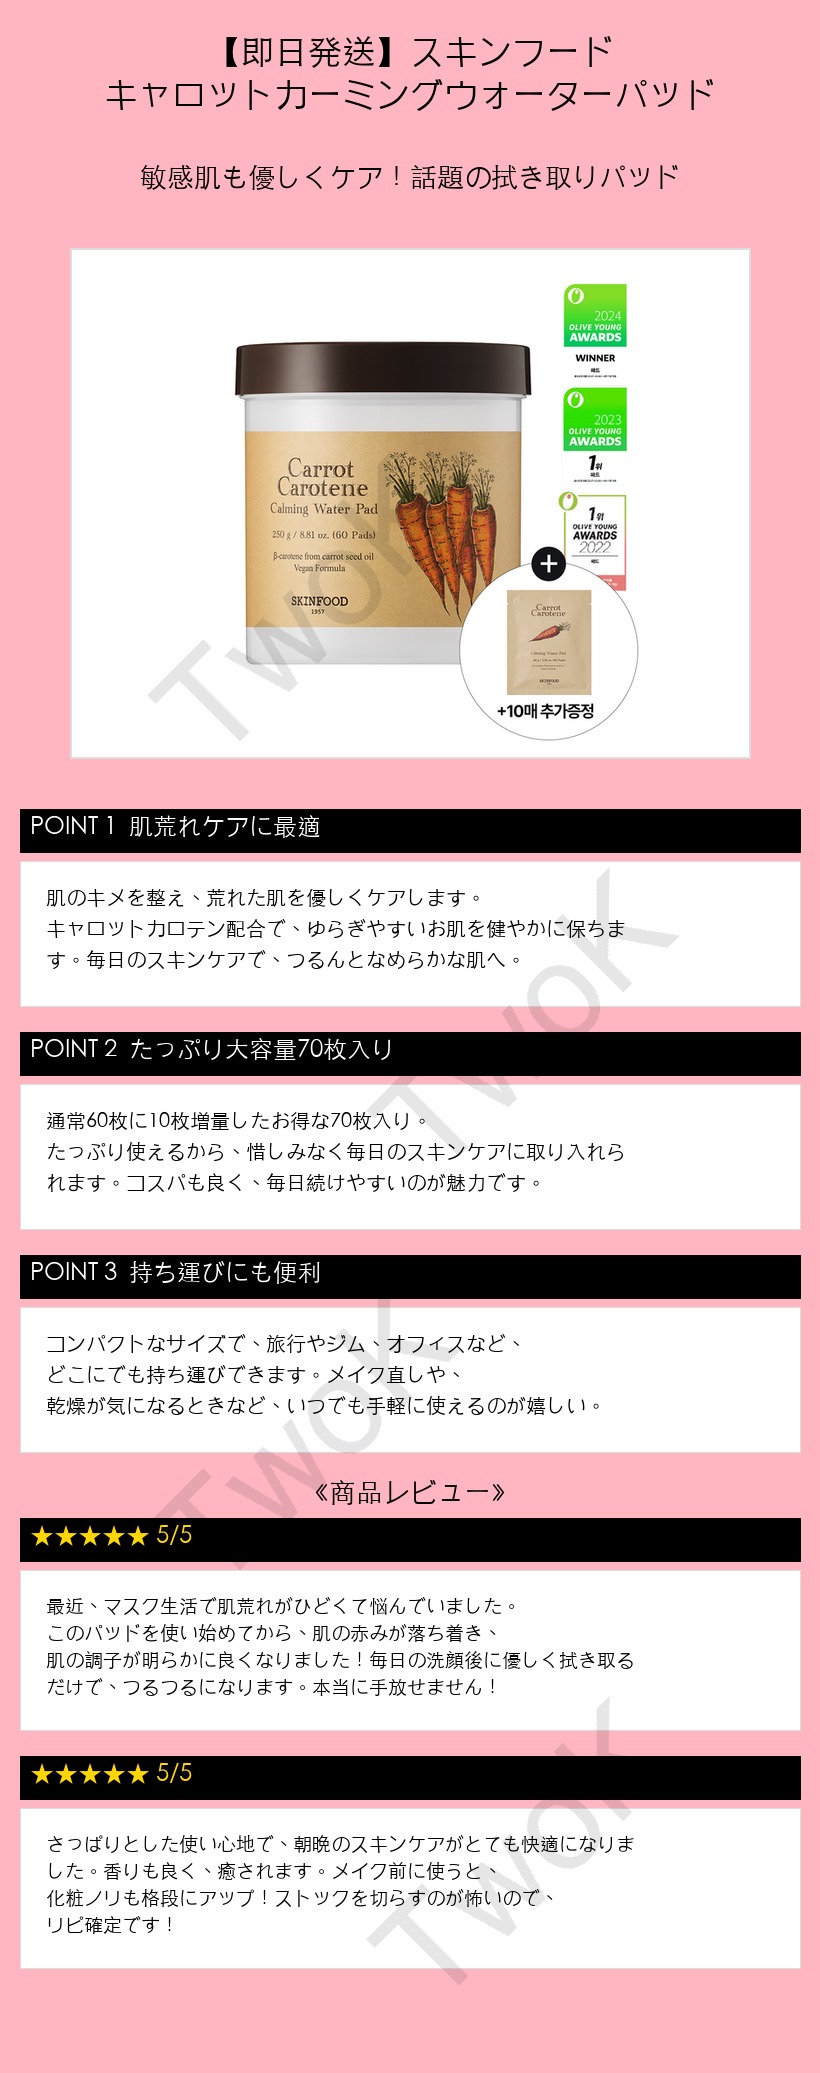 【即日発送】スキンフード
キャロットカーミングウォーターパッド
敏感肌も優しくケア！話題の拭き取りパッド
2024
OLIVE YOUNG
AWARDS
WINNER
패드
2023
OLIVE YOUNG
AWARDS
1위
패드
1위
OLIVE YOUNG
AWARDS
2022
패드
Carrot
Carotene
Calming Water Pad
250 g / 8.81 oz. (60 Pads)
β-carotene from carrot seed oil
Vegan Formula
SKINFOOD
1957
+
Carrot
Carotene
Calming Water Pad
SKINFOOD
+10매 추가증정
TwoK
POINT 1 肌荒れケアに最適
肌のキメを整え、荒れた肌を優しくケアします。
キャロットカロテン配合で、ゆらぎやすいお肌を健やかに保ちま
す。毎日のスキンケアで、つるんとなめらかな肌へ。
TwoK
POINT 2 たっぷり大容量70枚入り
通常60枚に10枚増量したお得な70枚入り。
たっぷり使えるから、惜しみなく毎日のスキンケアに取り入れら
れます。コスパも良く、毎日続けやすいのが魅力です。
POINT 3 持ち運びにも便利
コンパクトなサイズで、旅行やジム、オフィスなど、
どこにでも持ち運びできます。メイク直しや、
乾燥が気になるときなど、いつでも手軽に使えるのが嬉しい。
TwoK
《商品レビュー》
★★★★★ 5/5
最近、マスク生活で肌荒れがひどくて悩んでいました。
このパッドを使い始めてから、肌の赤みが落ち着き、
肌の調子が明らかに良くなりました！毎日の洗顔後に優しく拭き取る
だけで、つるつるになります。本当に手放せません！
★★★★★ 5/5
さっぱりとした使い心地で、朝晩のスキンケアがとても快適になりま
した。香りも良く、癒されます。メイク前に使うと、
化粧ノリも格段にアップ！ストックを切らすのが怖いので、
リピ確定です！
TwoK